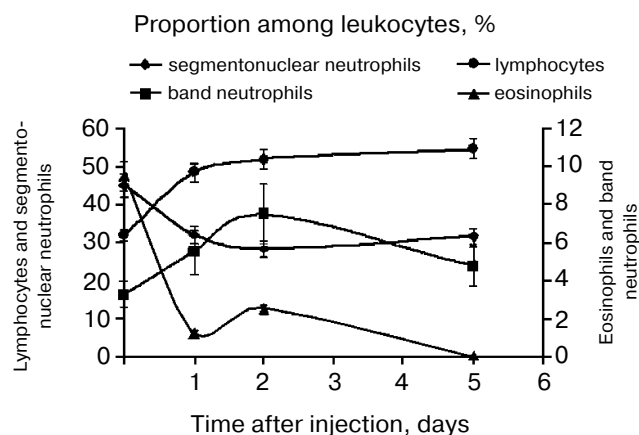 Proportion among leukocytes, %
segmentonuclear neutrophils
lymphocytes
band neutrophils
eosinophils
Lymphocytes and segmento-
nuclear neutrophils
60
50
40
30
20
10
0
12
10
8
6
4
2
0
Eosinophils and band
neutrophils
1 2 3 4 5 6
Time after injection, days